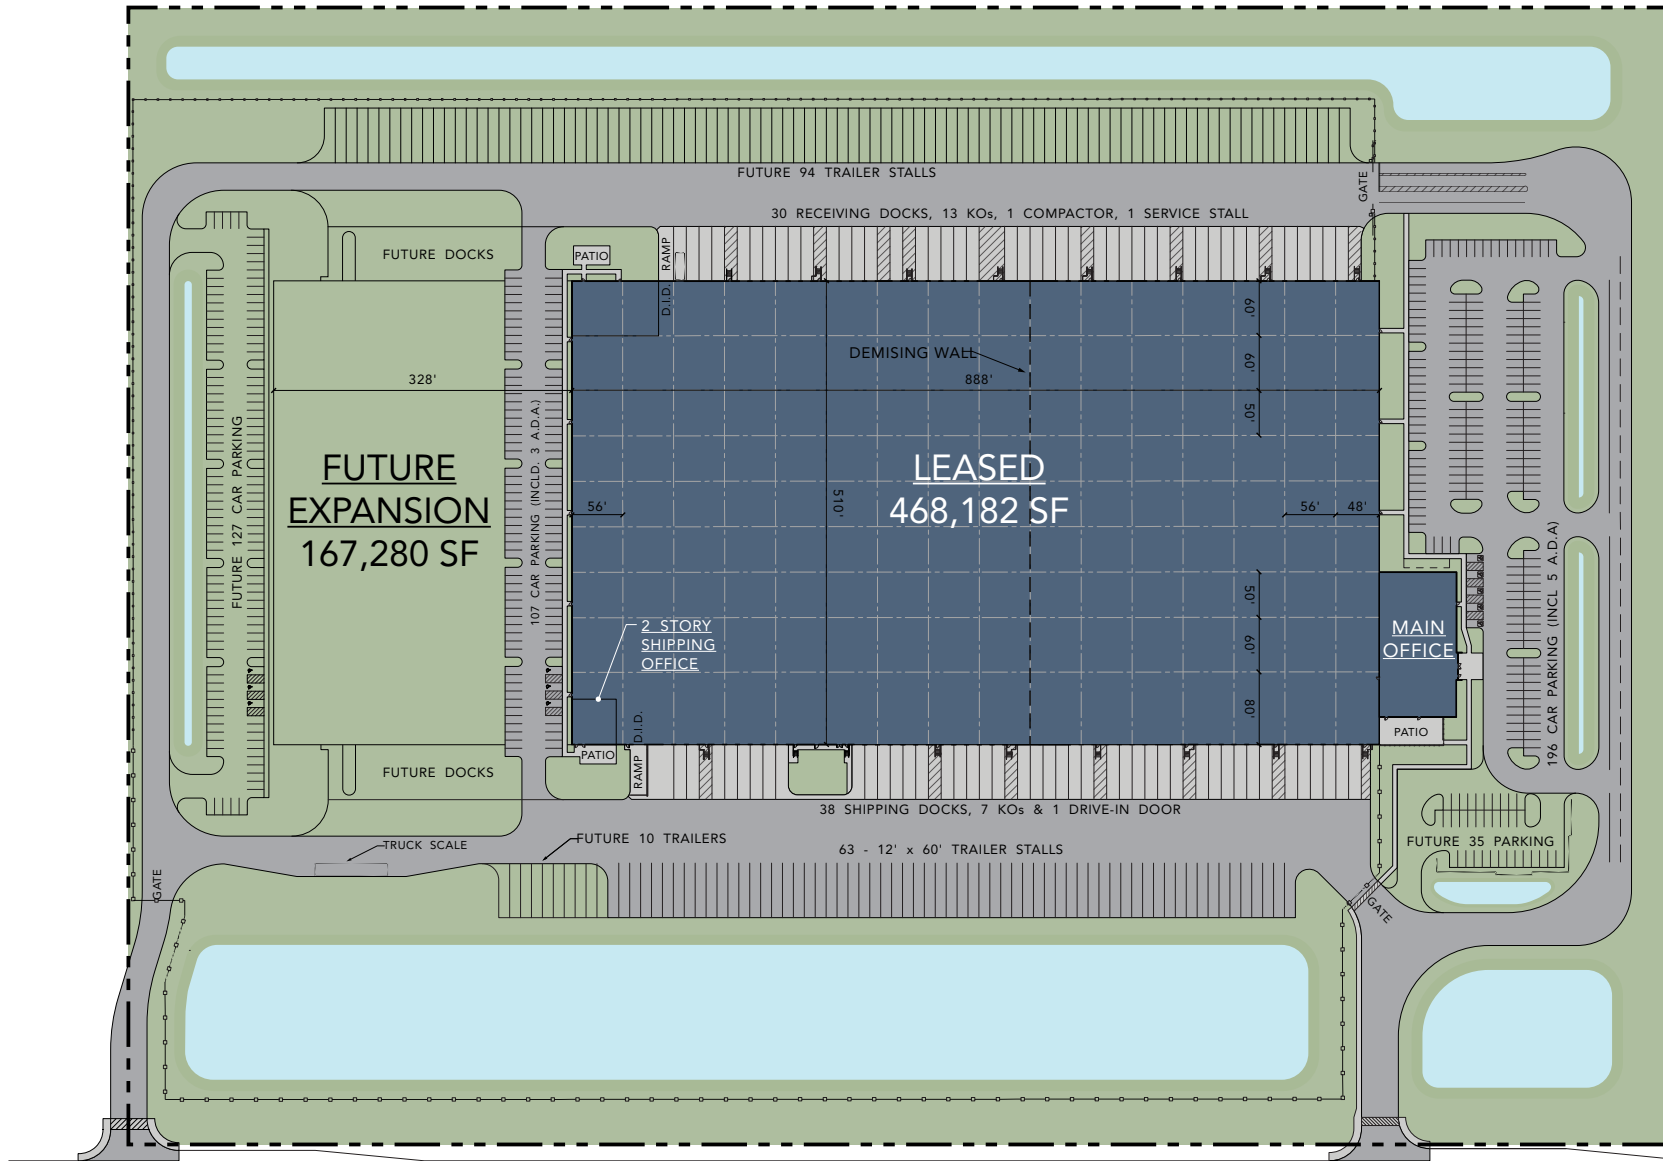 FUTURE 94 TRAILER STALLS
GATE
30 RECEIVING DOCKS, 13 KOs, 1 COMPACTOR, 1 SERVICE STALL
FUTURE DOCKS
PATIO
RAMP
D.I.D.
60'
DEMISING WALL
60'
328'
888'
50'
FUTURE 127 CAR PARKING
107 CAR PARKING (INCLD. 3 A.D.A.)
FUTURE
EXPANSION
167,280 SF
LEASED
468,182 SF
56'
510'
56'
48'
196 CAR PARKING (INCL 5 A.D.A)
50'
2 STORY
SHIPPING
OFFICE
60'
MAIN
OFFICE
80'
D.I.D.
PATIO
PATIO
RAMP
FUTURE DOCKS
38 SHIPPING DOCKS, 7 KOs & 1 DRIVE-IN DOOR
TRUCK SCALE
FUTURE 10 TRAILERS
63 - 12' x 60' TRAILER STALLS
FUTURE 35 PARKING
GATE
GATE